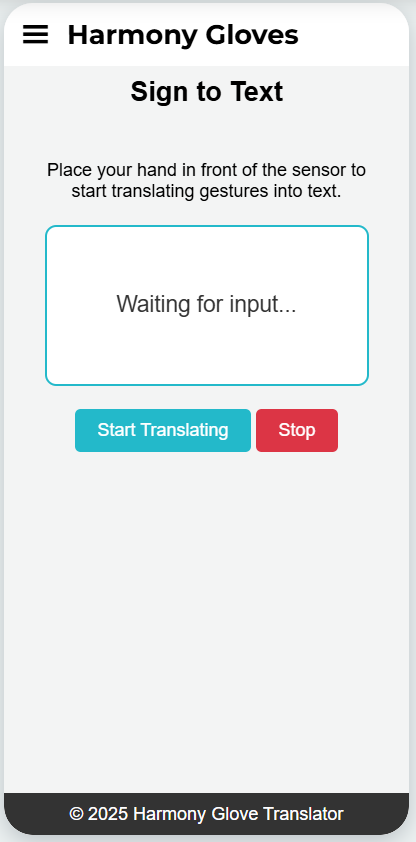 Harmony Gloves
Sign to Text
Place your hand in front of the sensor to
start translating gestures into text.
Waiting for input...
Start Translating Stop
© 2025 Harmony Glove Translator